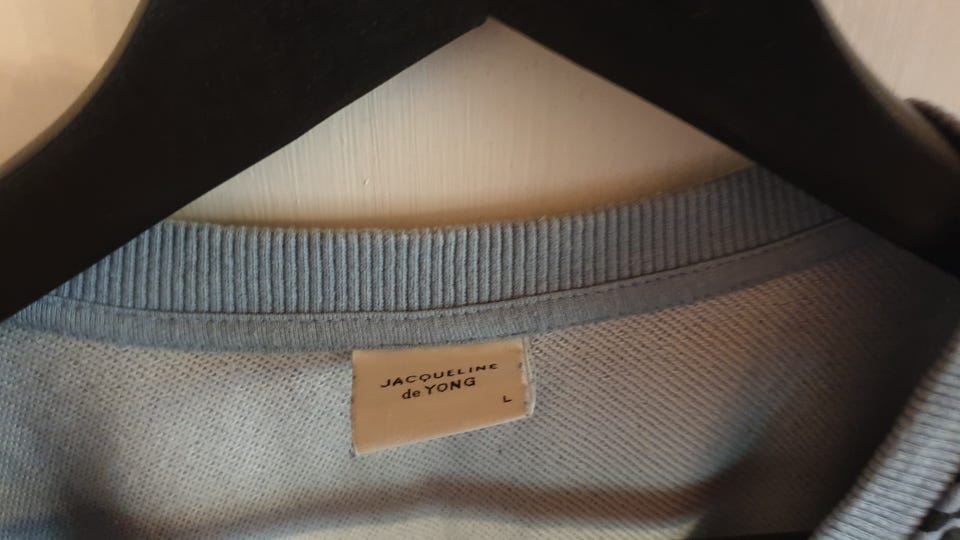 JACQUELINE
de YONG
L